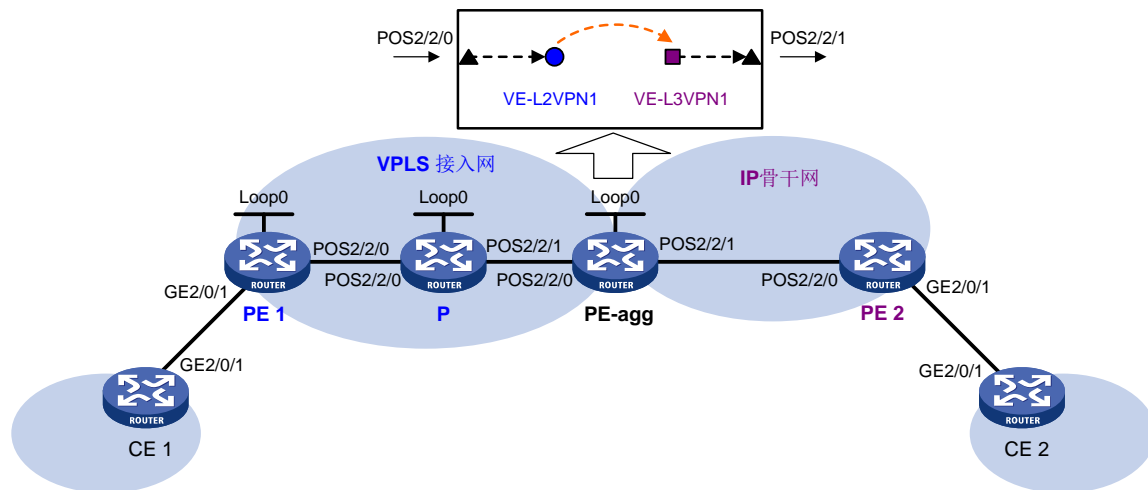 POS2/2/0
POS2/2/1
VE-L2VPN1
VE-L3VPN1
VPLS 接入网
IP骨干网
Loop0
Loop0
Loop0
POS2/2/0
POS2/2/1
POS2/2/1
POS2/2/0
POS2/2/0
POS2/2/0
ROUTER
ROUTER
ROUTER
ROUTER
GE2/0/1
GE2/0/1
PE 1
P
PE-agg
PE 2
GE2/0/1
GE2/0/1
ROUTER
ROUTER
CE 1
CE 2